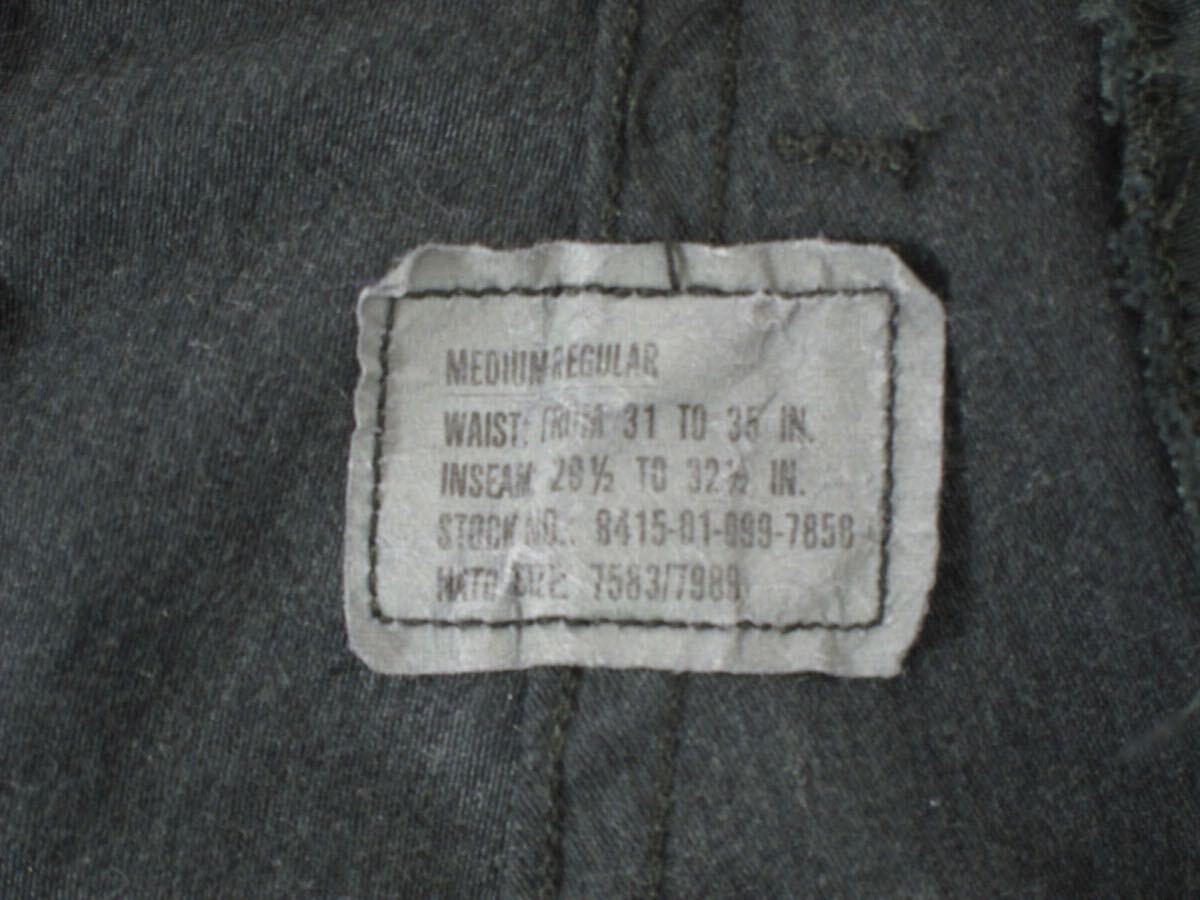 MEDIUM-REGULAR
WAIST: FROM 31 TO 35 IN.
INSEAM: 29½ TO 32½ IN.
STOCK NO.: 8415-01-099-7858
NATO SIZE: 7583/7989